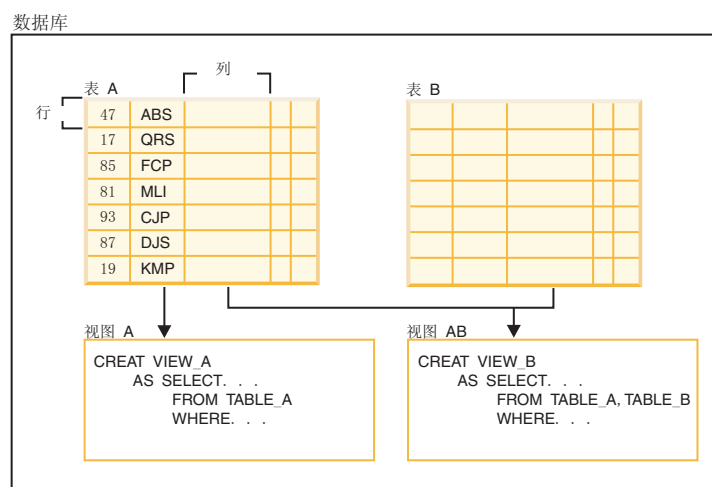 数据库
列
表 A
表 B
行
47 ABS
17 QRS
85 FCP
81 MLI
93 CJP
87 DJS
19 KMP
视图 A
CREAT VIEW_A
AS SELECT. . .
FROM TABLE_A
WHERE. . .
视图 AB
CREAT VIEW_B
AS SELECT. . .
FROM TABLE_A, TABLE_B
WHERE. . .